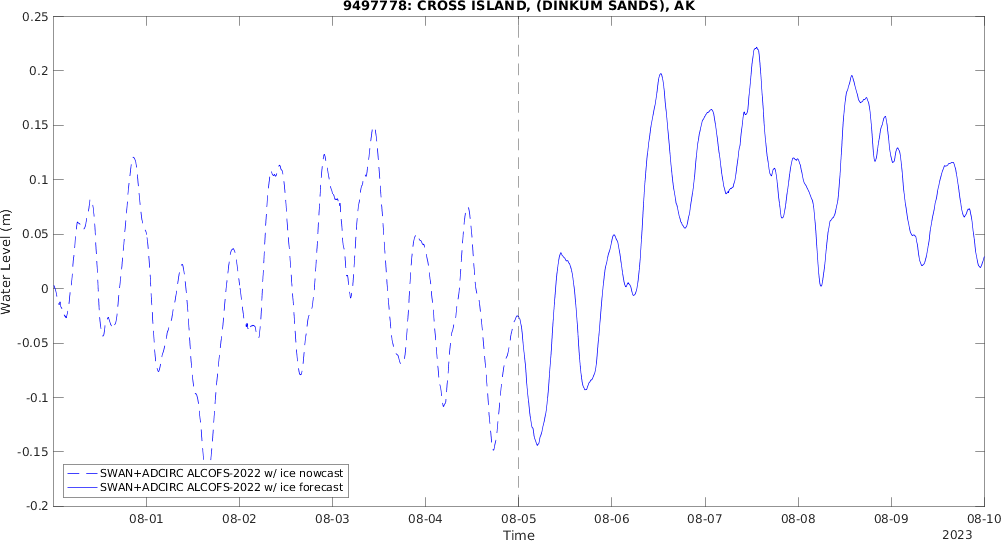 9497778: CROSS ISLAND, (DINKUM SANDS), AK
0.25
0.2
0.15
0.1
0.05
0
-0.05
-0.1
-0.15
-0.2
Water Level (m)
SWAN+ADCIRC ALCOFS-2022 w/ ice nowcast
SWAN+ADCIRC ALCOFS-2022 w/ ice forecast
08-01 08-02 08-03 08-04 08-05 08-06 08-07 08-08 08-09 08-10
Time
2023